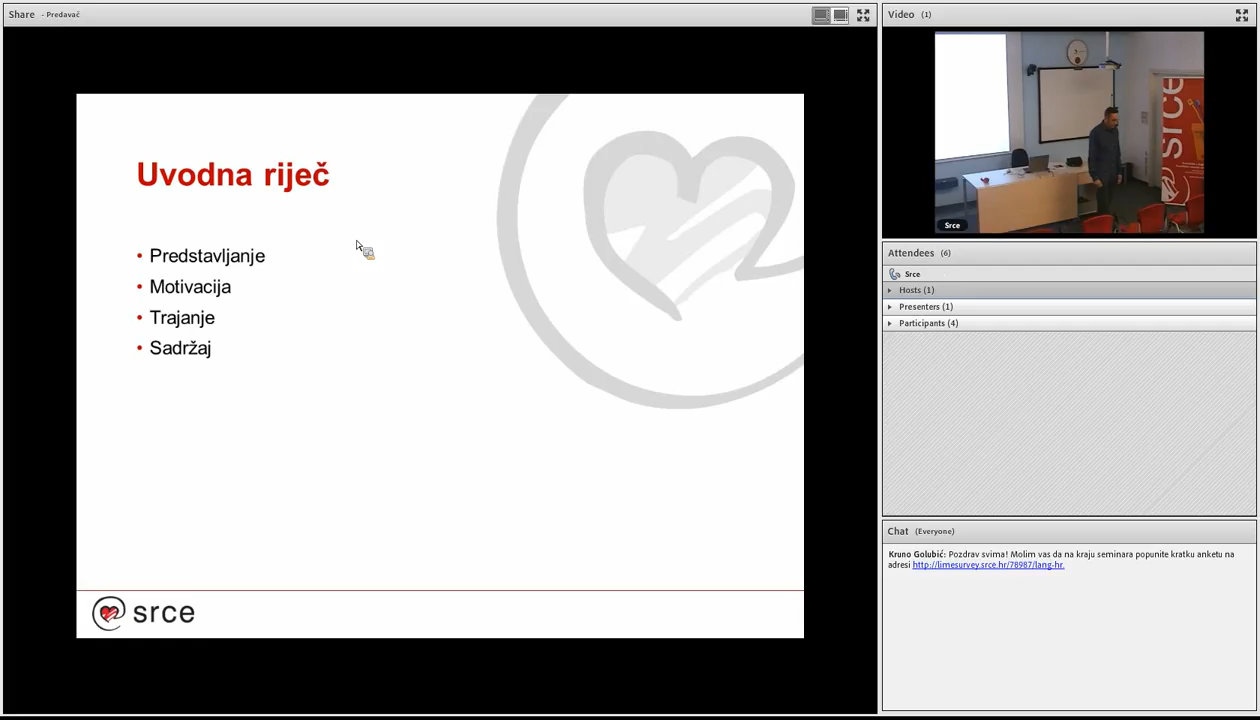 Share - Predavač
Uvodna riječ
• Predstavljanje
• Motivacija
• Trajanje
• Sadržaj
srce
Video (1)
srce
Srce
Attendees (6)
Srce
Hosts (1)
Presenters (1)
Participants (4)
Chat (Everyone)
Kruno Golubić: Pozdrav svima! Molim vas da na kraju seminara popunite kratku anketu na
adresi http://limesurvey.srce.hr/78987/lang-hr.